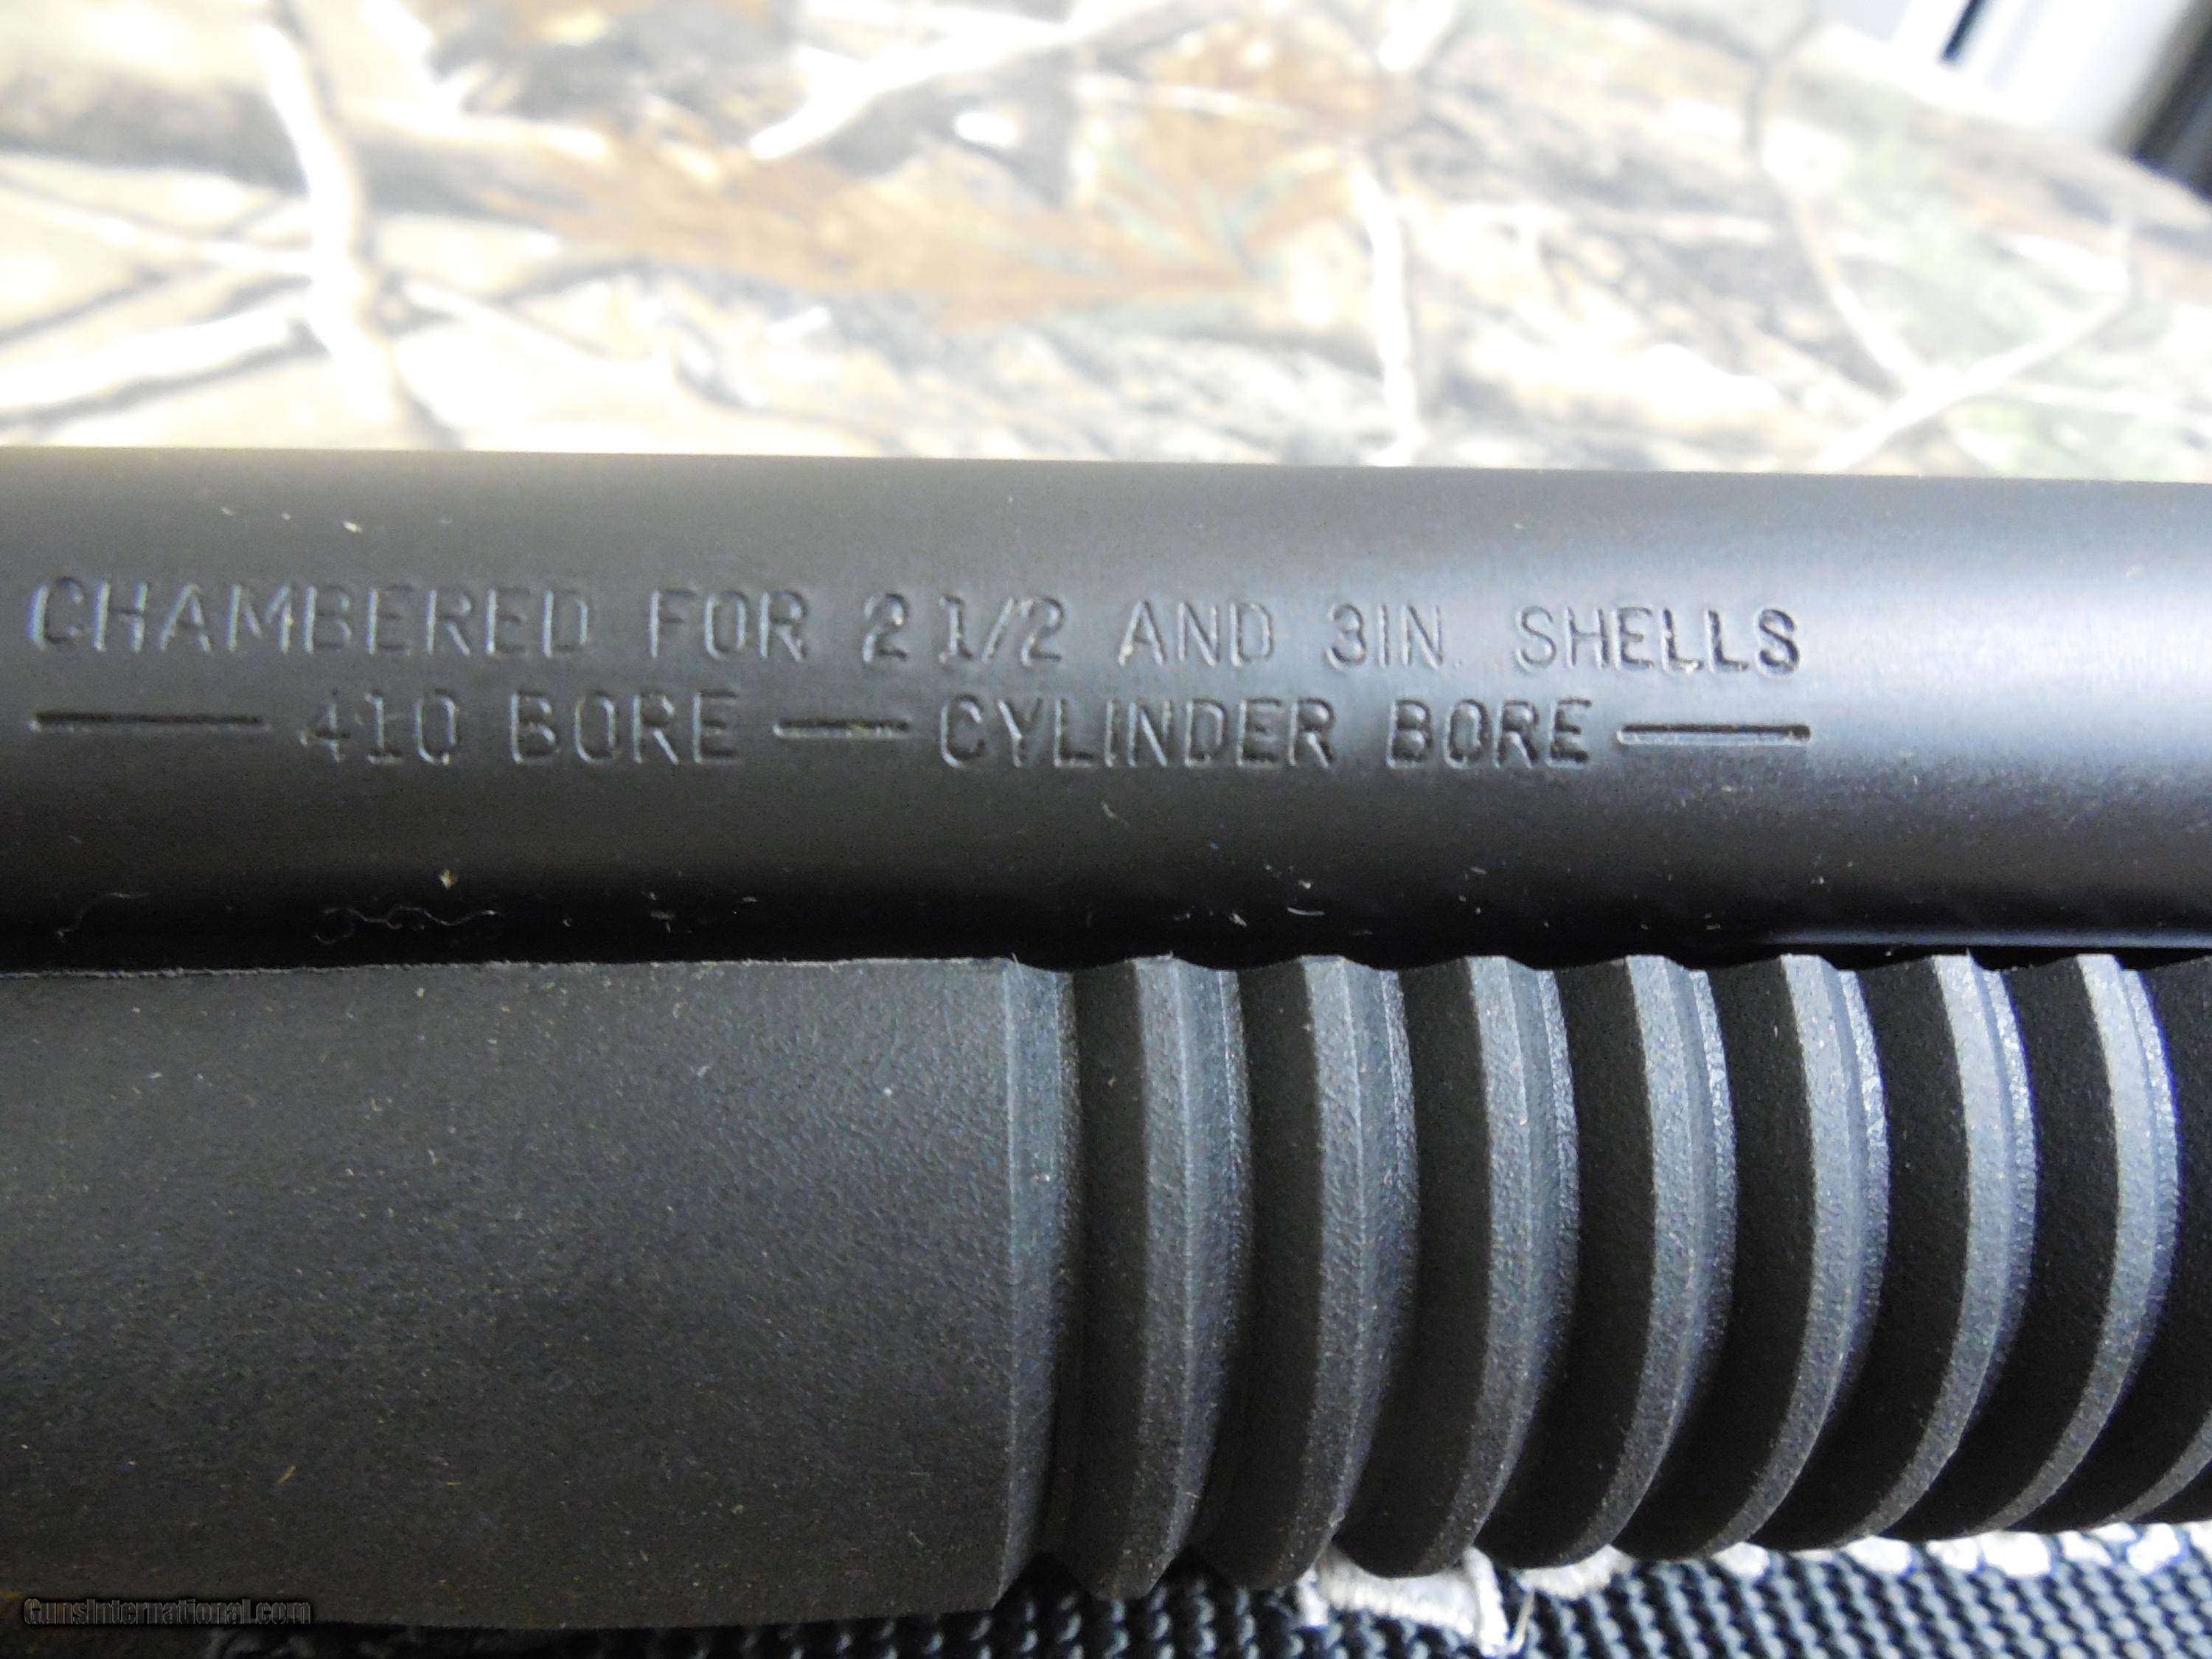 CHAMBERED FOR 2 1/2 AND 3IN. SHELLS
— 410 BORE — CYLINDER BORE —
GunsInternational.com